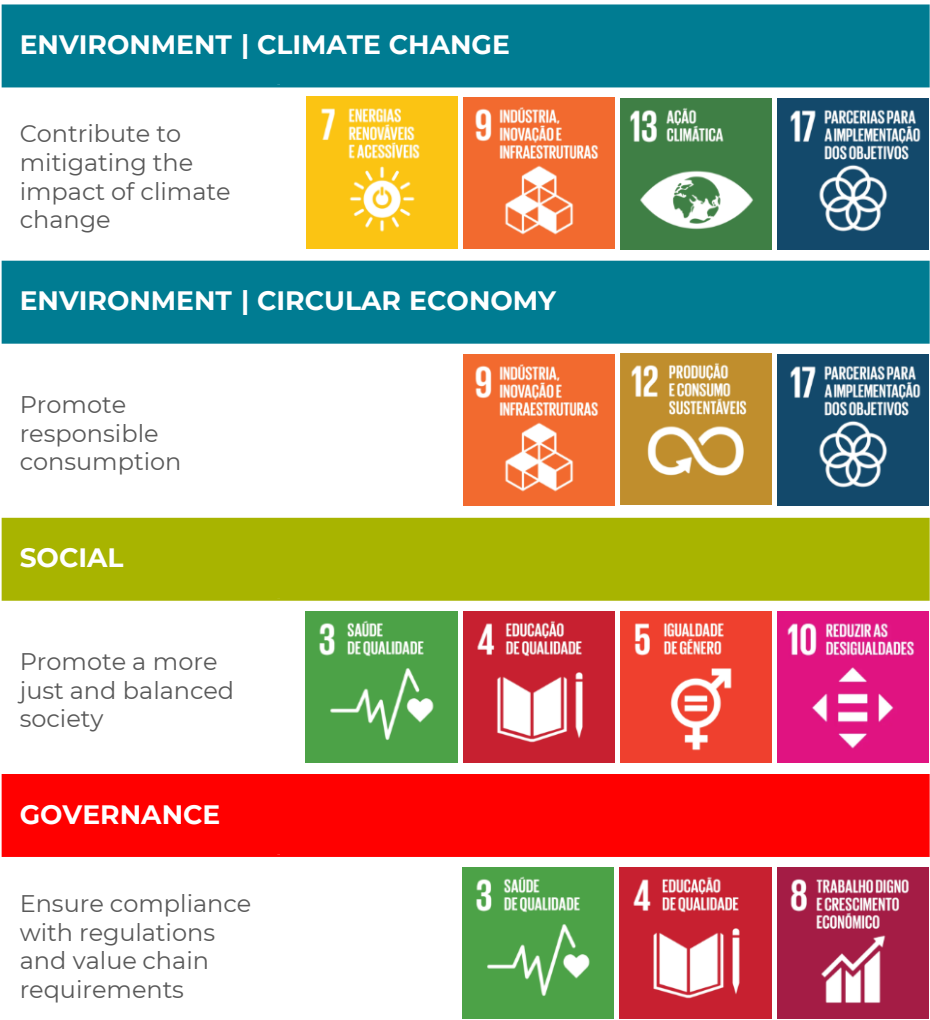 ENVIRONMENT | CLIMATE CHANGE
Contribute to
mitigating the
impact of climate
change
7 ENERGIAS
RENOVÁVEIS
E ACESSÍVEIS
9 INDÚSTRIA,
INOVAÇÃO E
INFRAESTRUTURAS
13 AÇÃO
CLIMÁTICA
17 PARCERIAS PARA
A IMPLEMENTAÇÃO
DOS OBJETIVOS
ENVIRONMENT | CIRCULAR ECONOMY
Promote
responsible
consumption
9 INDÚSTRIA,
INOVAÇÃO E
INFRAESTRUTURAS
12 PRODUÇÃO
E CONSUMO
SUSTENTÁVEIS
17 PARCERIAS PARA
A IMPLEMENTAÇÃO
DOS OBJETIVOS
SOCIAL
Promote a more
just and balanced
society
3 SAÚDE
DE QUALIDADE
4 EDUCAÇÃO
DE QUALIDADE
5 IGUALDADE
DE GÉNERO
10 REDUZIR AS
DESIGUALDADES
GOVERNANCE
Ensure compliance
with regulations
and value chain
requirements
3 SAÚDE
DE QUALIDADE
4 EDUCAÇÃO
DE QUALIDADE
8 TRABALHO DIGNO
E CRESCIMENTO
ECONÓMICO